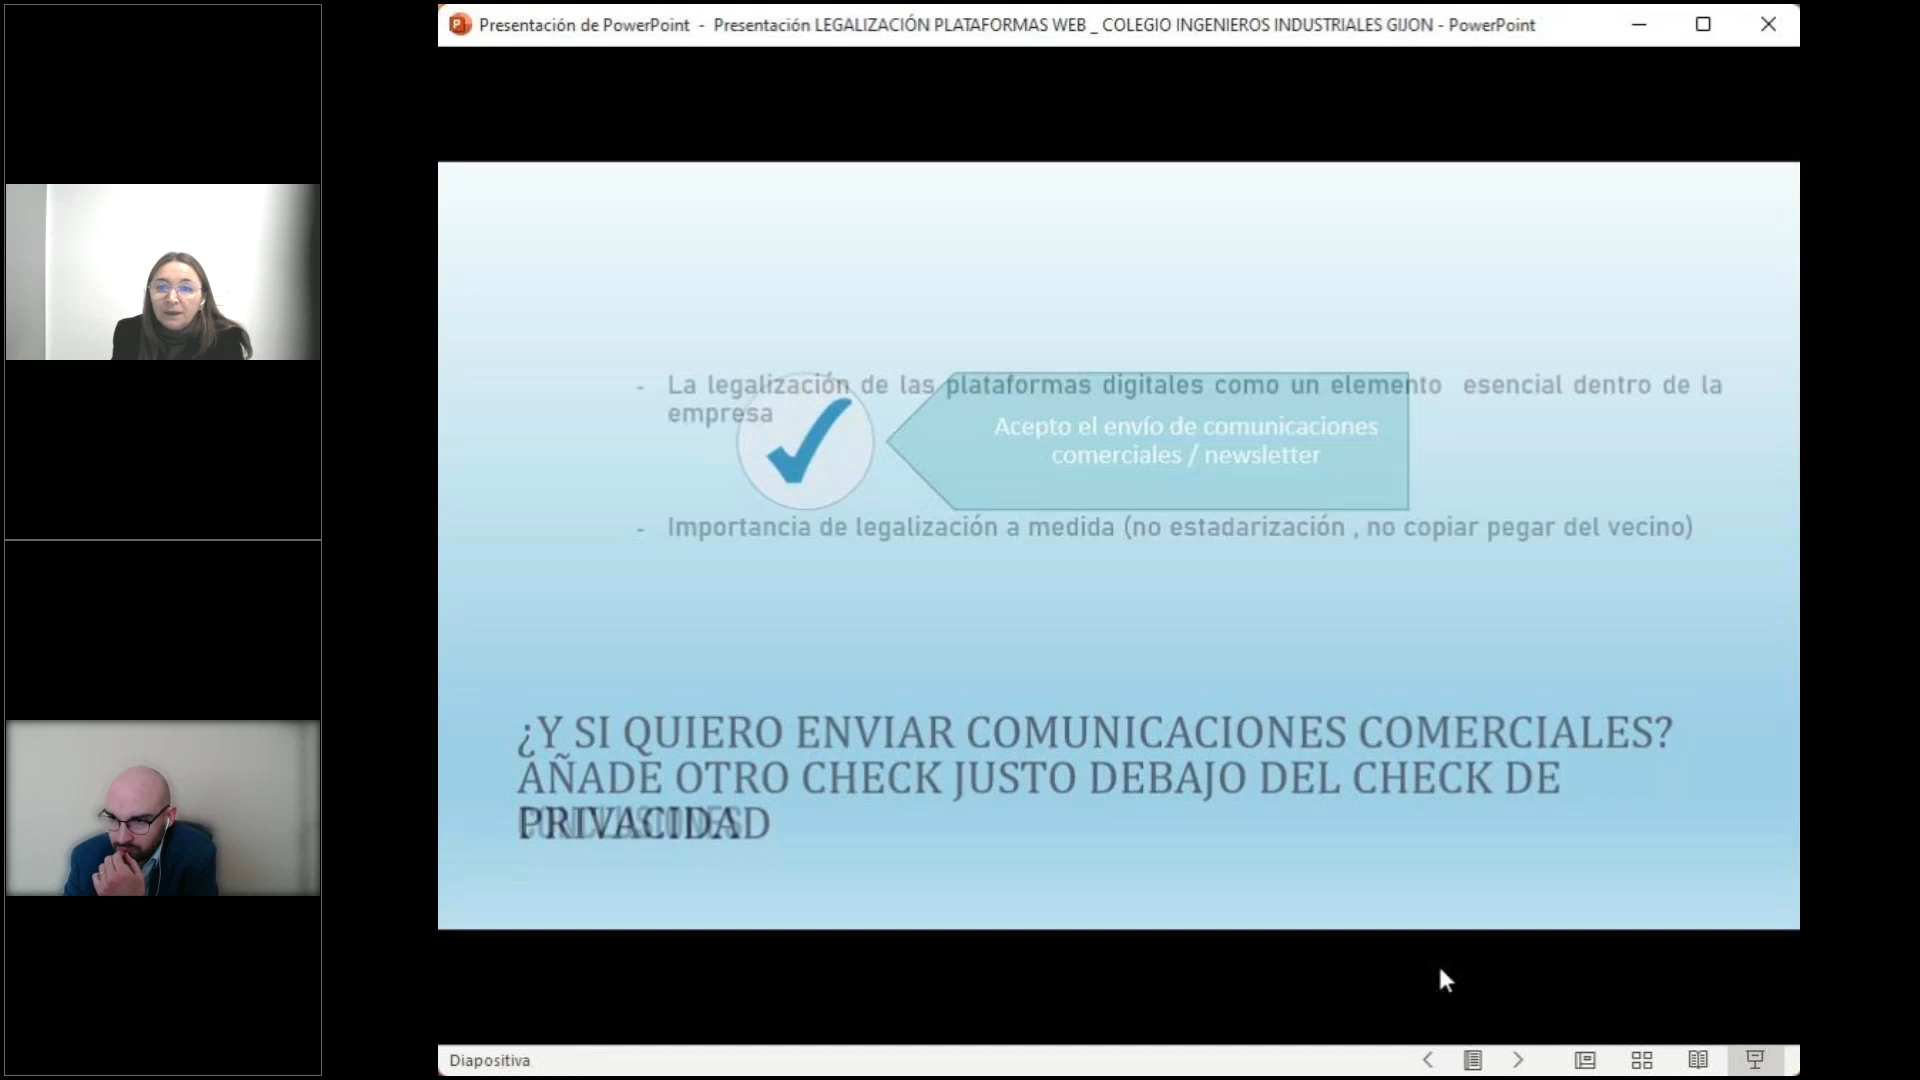 Presentación de PowerPoint - Presentación LEGALIZACIÓN PLATAFORMAS WEB _ COLEGIO INGENIEROS INDUSTRIALES GIJON - PowerPoint
- La legalización de las plataformas digitales como un elemento esencial dentro de la
empresa
Acepto el envío de comunicaciones
comerciales / newsletter
- Importancia de legalización a medida (no estadarización , no copiar pegar del vecino)
¿Y SI QUIERO ENVIAR COMUNICACIONES COMERCIALES?
AÑADE OTRO CHECK JUSTO DEBAJO DEL CHECK DE
PRIVACIDAD
CONCLUSIONES
Diapositiva